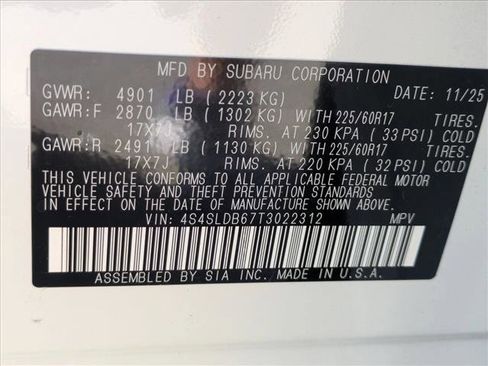 MFD BY SUBARU CORPORATION
GVWR: 4901 LB ( 2223 KG) DATE: 11/25
GAWR:F 2870 LB ( 1302 KG) WITH 225/60R17 TIRES.
17X7J RIMS. AT 230 KPA ( 33 PSI) COLD
GAWR:R 2491 LB ( 1130 KG) WITH 225/60R17 TIRES.
17X7J RIMS. AT 220 KPA ( 32 PSI) COLD
THIS VEHICLE CONFORMS TO ALL APPLICABLE FEDERAL MOTOR
VEHICLE SAFETY AND THEFT PREVENTION STANDARDS
IN EFFECT ON THE DATE OF MANUFACTURE SHOWN ABOVE.
VIN: 4S4SLDB67T3022312 MPV
ASSEMBLED BY SIA INC. MADE IN U.S.A.